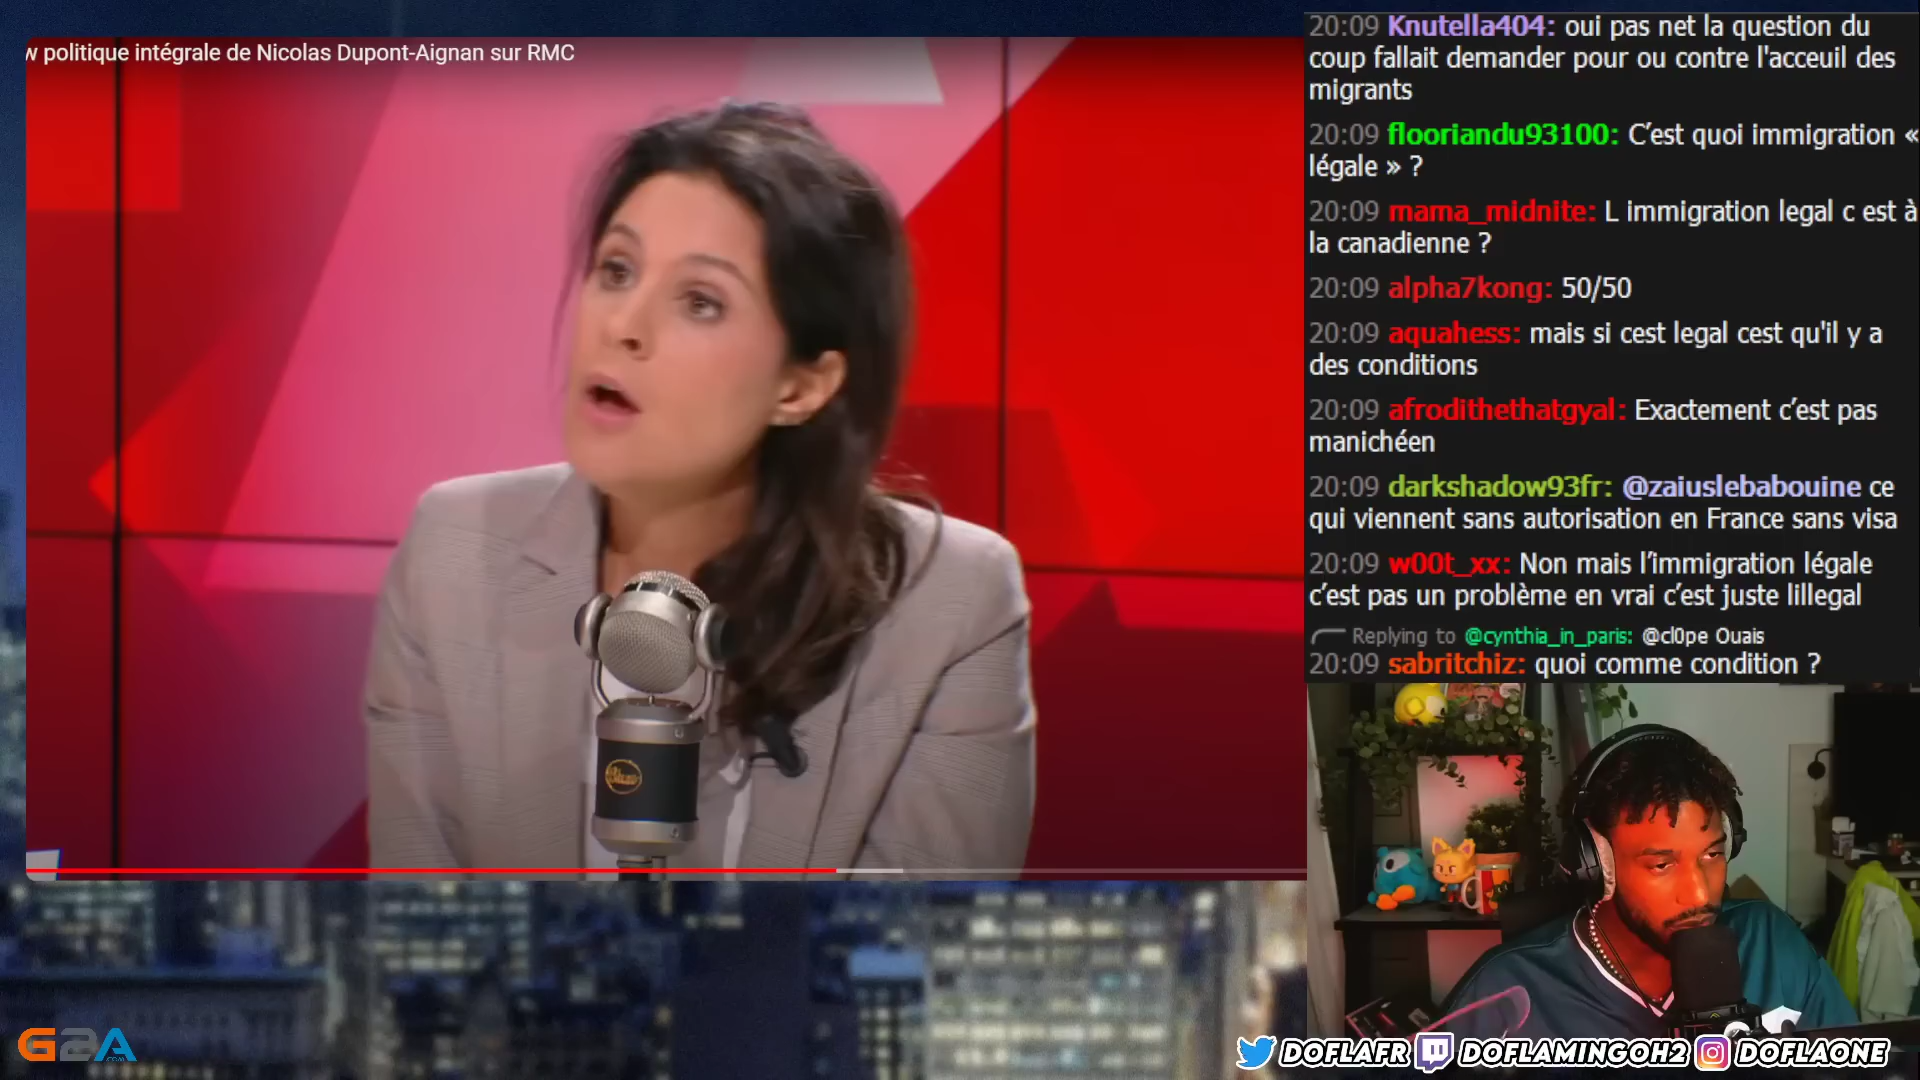 politique intégrale de Nicolas Dupont-Aignan sur RMC
20:09 Knutella404: oui pas net la question du
coup fallait demander pour ou contre l'acceuil des
migrants
20:09 flooriandu93100: C'est quoi immigration «
légale » ?
20:09 mama_midnite: L immigration legal c est à
la canadienne ?
20:09 alpha7kong: 50/50
20:09 aquahess: mais si cest legal cest qu'il y a
des conditions
20:09 afrodithethatgyal: Exactement c'est pas
manichéen
20:09 darkshadow93fr: @zaiuslebabouine ce
qui viennent sans autorisation en France sans visa
20:09 w00t_xx: Non mais l'immigration légale
c'est pas un problème en vrai c'est juste lillegal
Replying to @cynthia_in_paris: @cl0pe Ouais
20:09 sabritchiz: quoi comme condition ?
G2A
.COM
DOFLAFR DOFLAMINGOH2 DOFLAONE